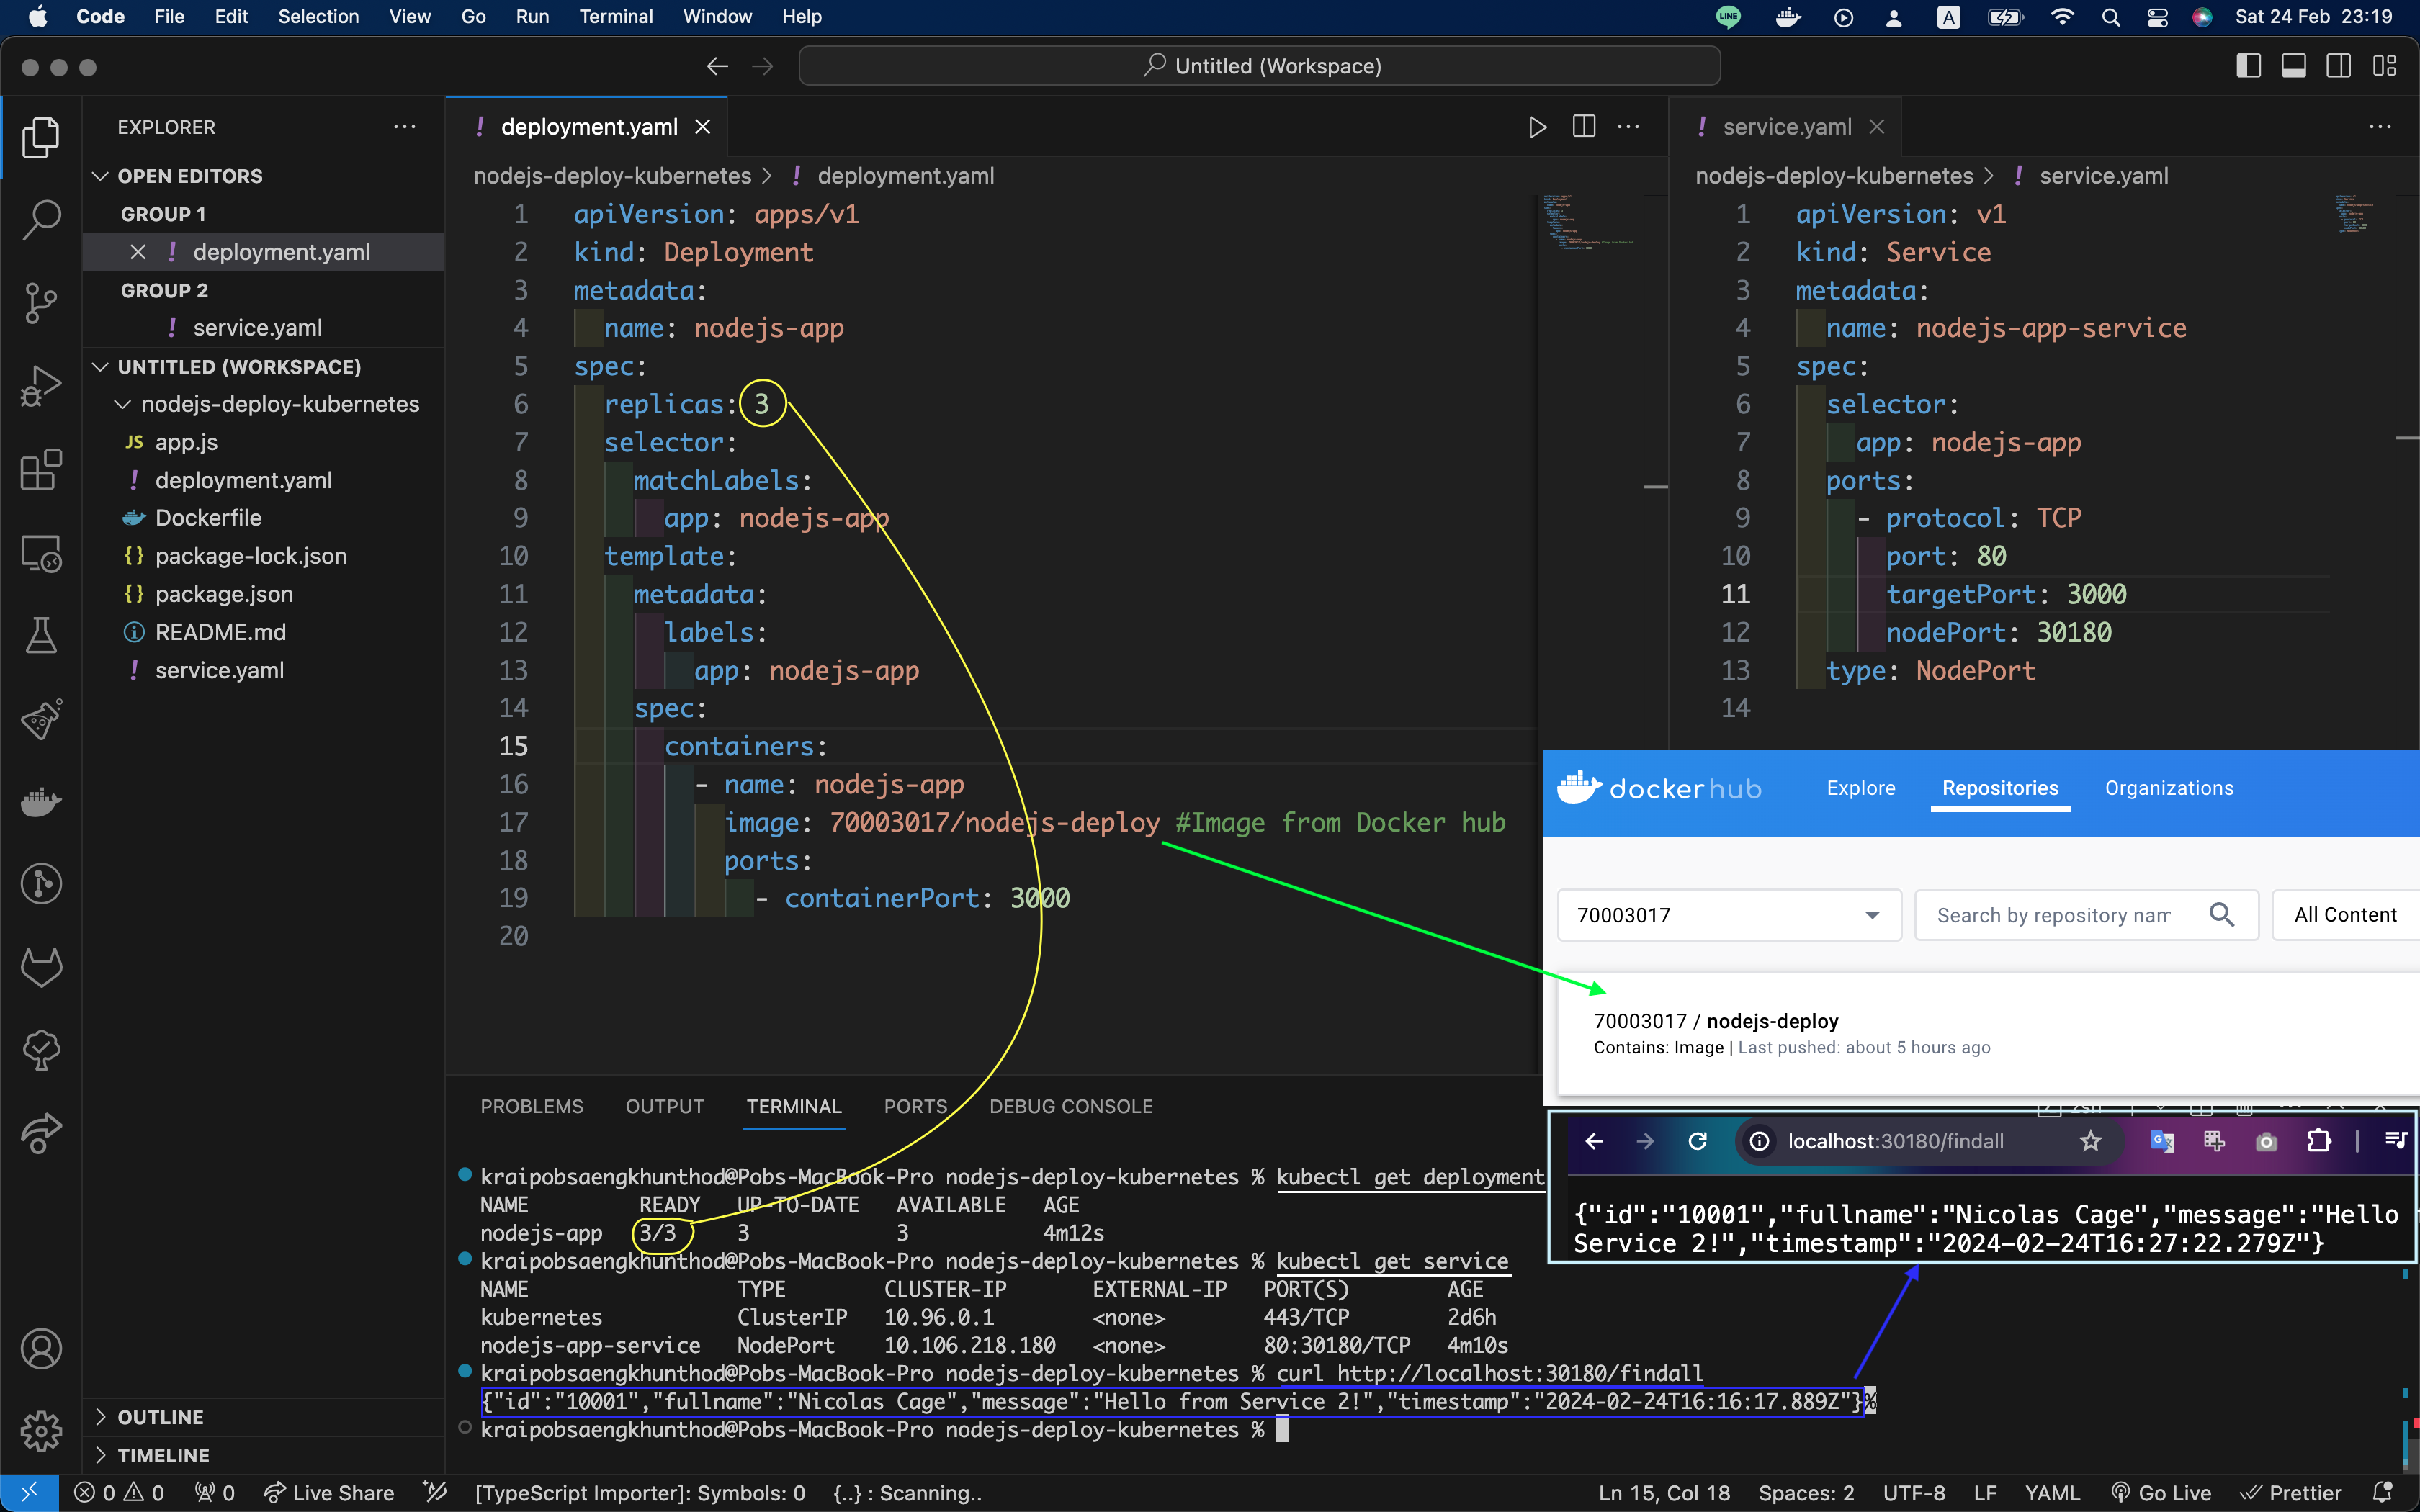 Code File Edit Selection View Go Run Terminal Window Help
LINE A Sat 24 Feb 23:19
Untitled (Workspace)
EXPLORER
OPEN EDITORS
GROUP 1
! deployment.yaml
GROUP 2
! service.yaml
UNTITLED (WORKSPACE)
nodejs-deploy-kubernetes
JS app.js
! deployment.yaml
Dockerfile
{} package-lock.json
{} package.json
README.md
! service.yaml
OUTLINE
TIMELINE
! deployment.yaml
nodejs-deploy-kubernetes > ! deployment.yaml
1 apiVersion: apps/v1
2 kind: Deployment
3 metadata:
4 name: nodejs-app
5 spec:
6 replicas: 3
7 selector:
8 matchLabels:
9 app: nodejs-app
10 template:
11 metadata:
12 labels:
13 app: nodejs-app
14 spec:
15 containers:
16 - name: nodejs-app
17 image: 70003017/nodejs-deploy #Image from Docker hub
18 ports:
19 - containerPort: 3000
20
! service.yaml
nodejs-deploy-kubernetes > ! service.yaml
1 apiVersion: v1
2 kind: Service
3 metadata:
4 name: nodejs-app-service
5 spec:
6 selector:
7 app: nodejs-app
8 ports:
9 - protocol: TCP
10 port: 80
11 targetPort: 3000
12 nodePort: 30180
13 type: NodePort
14
dockerhub Explore Repositories Organizations
70003017 Search by repository nam All Content
70003017 / nodejs-deploy
Contains: Image | Last pushed: about 5 hours ago
PROBLEMS OUTPUT TERMINAL PORTS DEBUG CONSOLE
kraipobsaengkhunthod@Pobs-MacBook-Pro nodejs-deploy-kubernetes % kubectl get deployment
NAME READY UP-TO-DATE AVAILABLE AGE
nodejs-app 3/3 3 3 4m12s
kraipobsaengkhunthod@Pobs-MacBook-Pro nodejs-deploy-kubernetes % kubectl get service
NAME TYPE CLUSTER-IP EXTERNAL-IP PORT(S) AGE
kubernetes ClusterIP 10.96.0.1 <none> 443/TCP 2d6h
nodejs-app-service NodePort 10.106.218.180 <none> 80:30180/TCP 4m10s
kraipobsaengkhunthod@Pobs-MacBook-Pro nodejs-deploy-kubernetes % curl http://localhost:30180/findall
{"id":"10001","fullname":"Nicolas Cage","message":"Hello from Service 2!","timestamp":"2024-02-24T16:16:17.889Z"}%
kraipobsaengkhunthod@Pobs-MacBook-Pro nodejs-deploy-kubernetes %
localhost:30180/findall
{"id":"10001","fullname":"Nicolas Cage","message":"Hello
Service 2!","timestamp":"2024-02-24T16:27:22.279Z"}
0 0 0 Live Share [TypeScript Importer]: Symbols: 0 {..} : Scanning.. Ln 15, Col 18 Spaces: 2 UTF-8 LF YAML Go Live Prettier